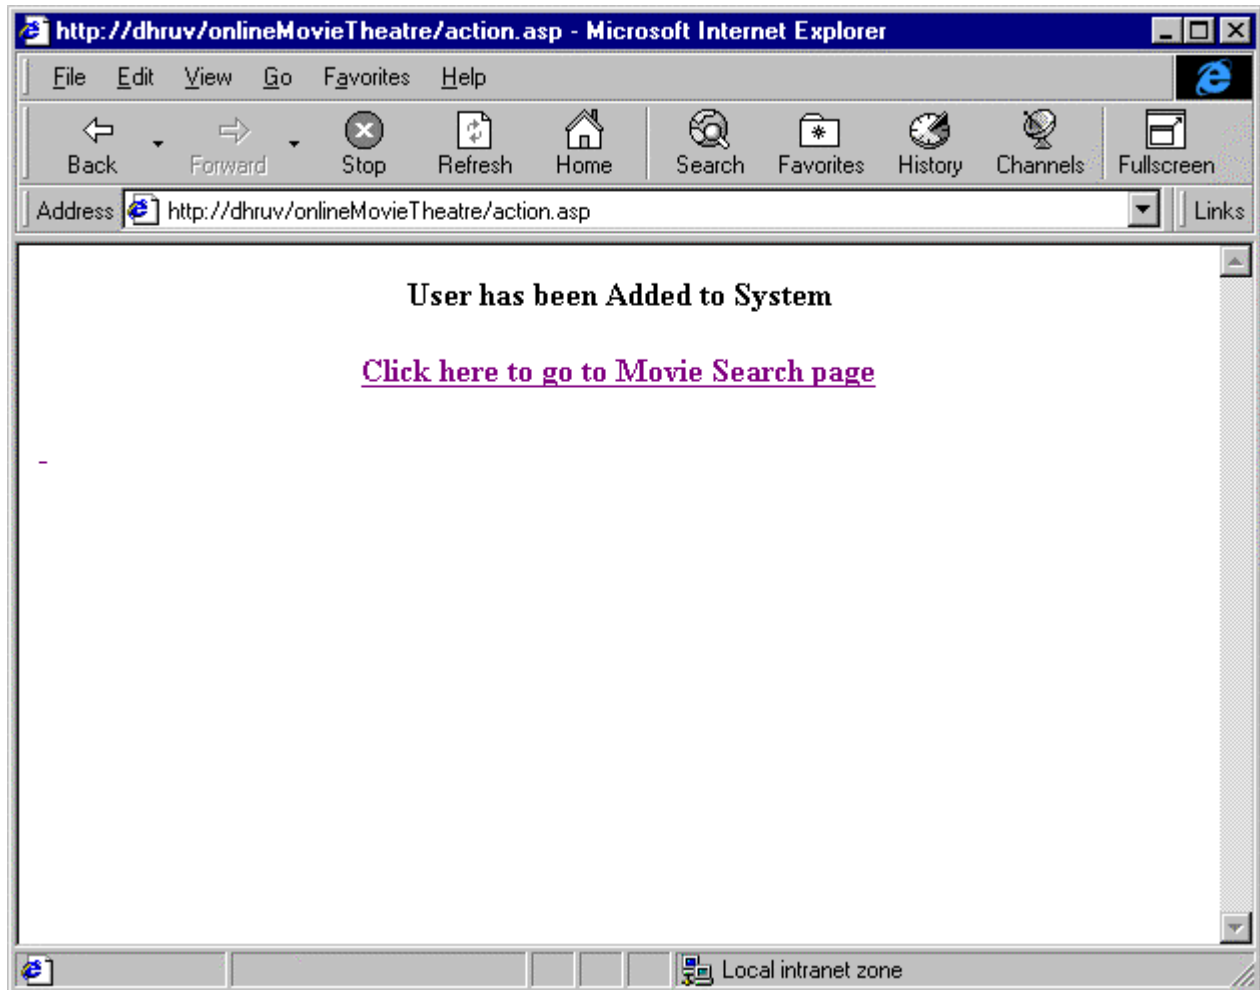 http://dhruv/onlineMovieTheatre/action.asp - Microsoft Internet Explorer
File Edit View Go Favorites Help
Back Forward Stop Refresh Home Search Favorites History Channels Fullscreen
Address http://dhruv/onlineMovieTheatre/action.asp Links
User has been Added to System
Click here to go to Movie Search page
Local intranet zone